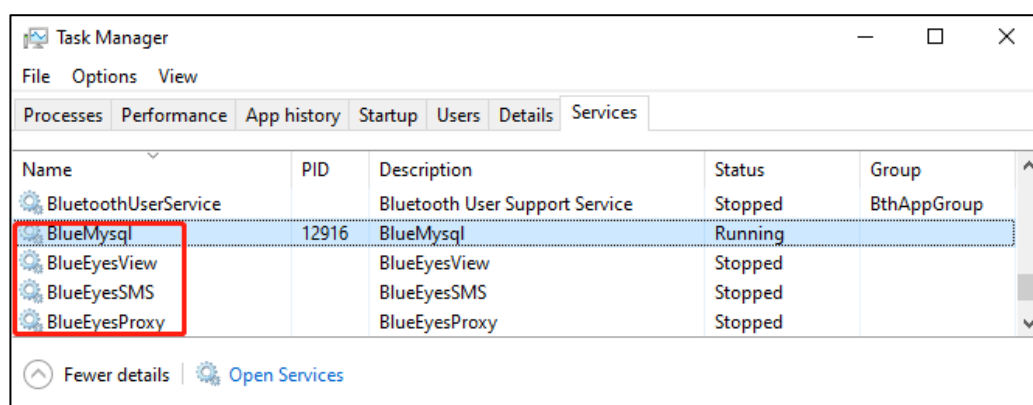 Task Manager
File Options View
Processes Performance App history Startup Users Details Services
Name PID Description Status Group
BluetoothUserService Bluetooth User Support Service Stopped BthAppGroup
BlueMysql 12916 BlueMysql Running
BlueEyesView BlueEyesView Stopped
BlueEyesSMS BlueEyesSMS Stopped
BlueEyesProxy BlueEyesProxy Stopped
Fewer details Open Services